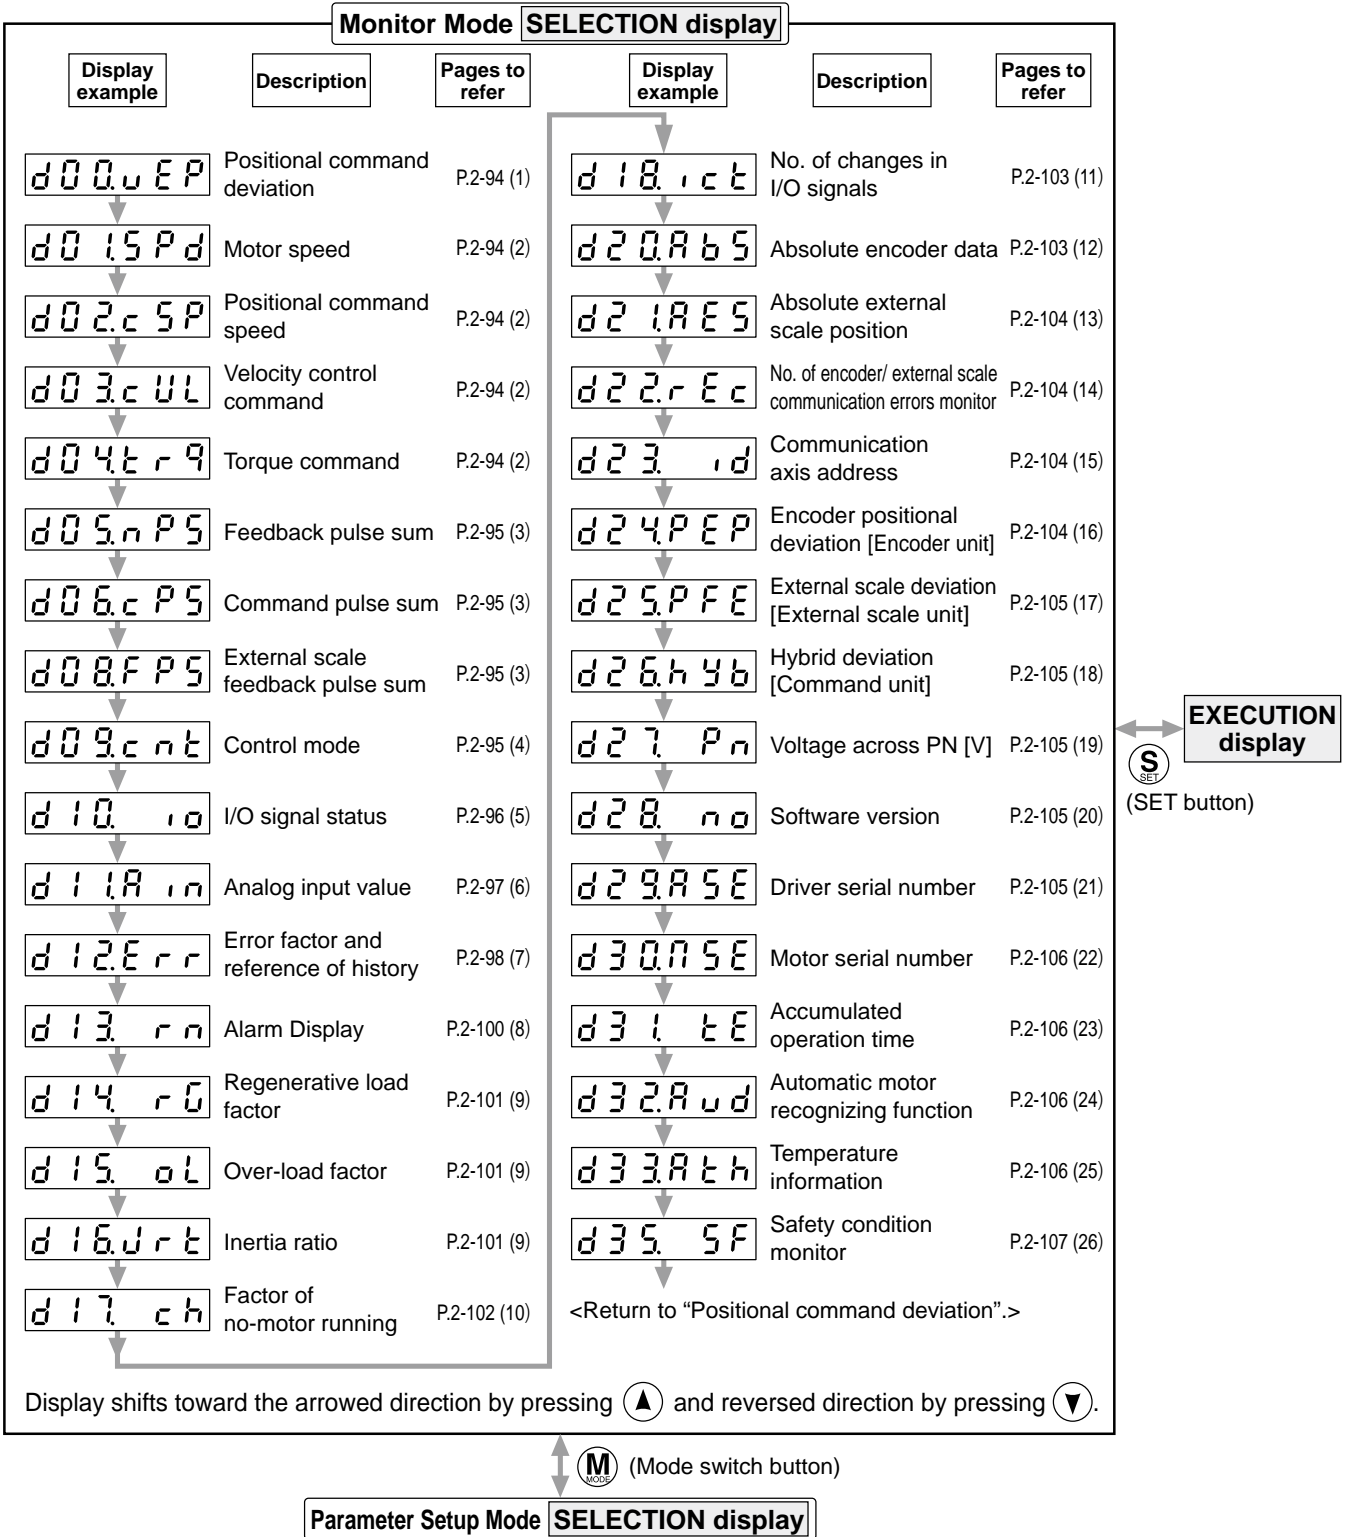 Monitor Mode SELECTION display
Display example
Description
Pages to refer
d00.uEP
Positional command
deviation
P.2-94 (1)
d01.SPd
Motor speed
P.2-94 (2)
d02.cSP
Positional command
speed
P.2-94 (2)
d03.cUL
Velocity control
command
P.2-94 (2)
d04.trq
Torque command
P.2-94 (2)
d05.nPS
Feedback pulse sum
P.2-95 (3)
d06.cPS
Command pulse sum
P.2-95 (3)
d08.FPS
External scale
feedback pulse sum
P.2-95 (3)
d09.cnt
Control mode
P.2-95 (4)
d10. io
I/O signal status
P.2-96 (5)
d11.Ain
Analog input value
P.2-97 (6)
d12.Err
Error factor and
reference of history
P.2-98 (7)
d13. rn
Alarm Display
P.2-100 (8)
d14. rG
Regenerative load
factor
P.2-101 (9)
d15. oL
Over-load factor
P.2-101 (9)
d16.Jrt
Inertia ratio
P.2-101 (9)
d17. ch
Factor of
no-motor running
P.2-102 (10)
Display example
Description
Pages to refer
d18.ict
No. of changes in
I/O signals
P.2-103 (11)
d20.AbS
Absolute encoder data
P.2-103 (12)
d21.AES
Absolute external
scale position
P.2-104 (13)
d22.rEc
No. of encoder/ external scale
communication errors monitor
P.2-104 (14)
d23. id
Communication
axis address
P.2-104 (15)
d24.PEP
Encoder positional
deviation [Encoder unit]
P.2-104 (16)
d25.PFE
External scale deviation
[External scale unit]
P.2-105 (17)
d26.hyb
Hybrid deviation
[Command unit]
P.2-105 (18)
d27. Pn
Voltage across PN [V]
P.2-105 (19)
d28. no
Software version
P.2-105 (20)
d29.ASE
Driver serial number
P.2-105 (21)
d30.MSE
Motor serial number
P.2-106 (22)
d31. tE
Accumulated
operation time
P.2-106 (23)
d32.Aud
Automatic motor
recognizing function
P.2-106 (24)
d33.Ath
Temperature
information
P.2-106 (25)
d35. SF
Safety condition
monitor
P.2-107 (26)
<Return to “Positional command deviation”.>
EXECUTION
display
S
SET
(SET button)
Display shifts toward the arrowed direction by pressing ▲ and reversed direction by pressing ▼.
M
MODE
(Mode switch button)
Parameter Setup Mode SELECTION display